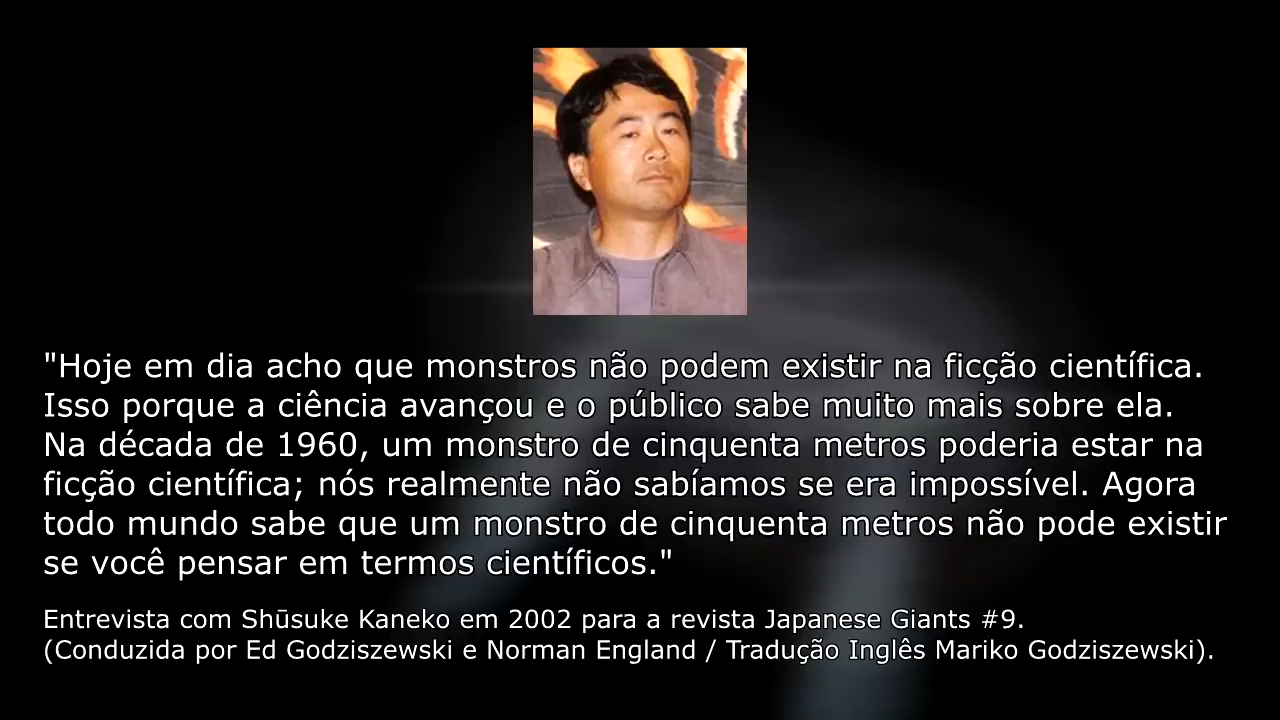 "Hoje em dia acho que monstros não podem existir na ficção científica.
Isso porque a ciência avançou e o público sabe muito mais sobre ela.
Na década de 1960, um monstro de cinquenta metros poderia estar na
ficção científica; nós realmente não sabíamos se era impossível. Agora
todo mundo sabe que um monstro de cinquenta metros não pode existir
se você pensar em termos científicos."
Entrevista com Shūsuke Kaneko em 2002 para a revista Japanese Giants #9.
(Conduzida por Ed Godziszewski e Norman England / Tradução Inglês Mariko Godziszewski).